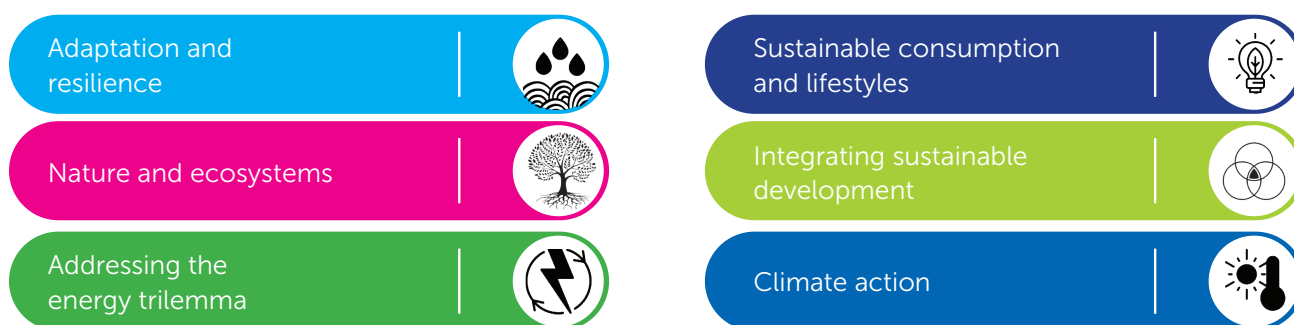 Adaptation and
resilience
Nature and ecosystems
Addressing the
energy trilemma
Sustainable consumption
and lifestyles
Integrating sustainable
development
Climate action